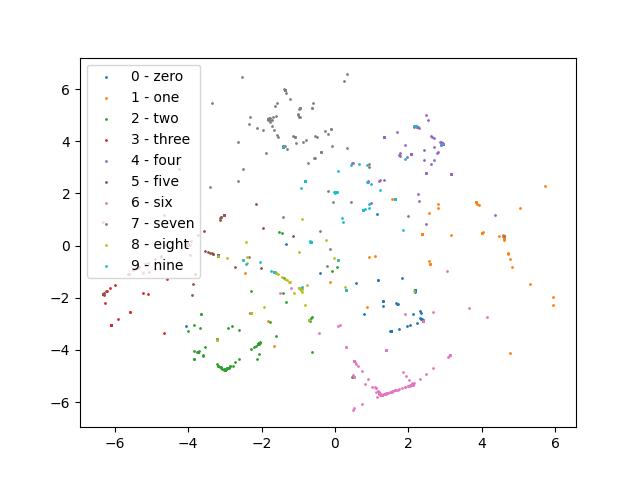 0 - zero
1 - one
2 - two
3 - three
4 - four
5 - five
6 - six
7 - seven
8 - eight
9 - nine
6
4
2
0
−2
−4
−6
−6 −4 −2 0 2 4 6